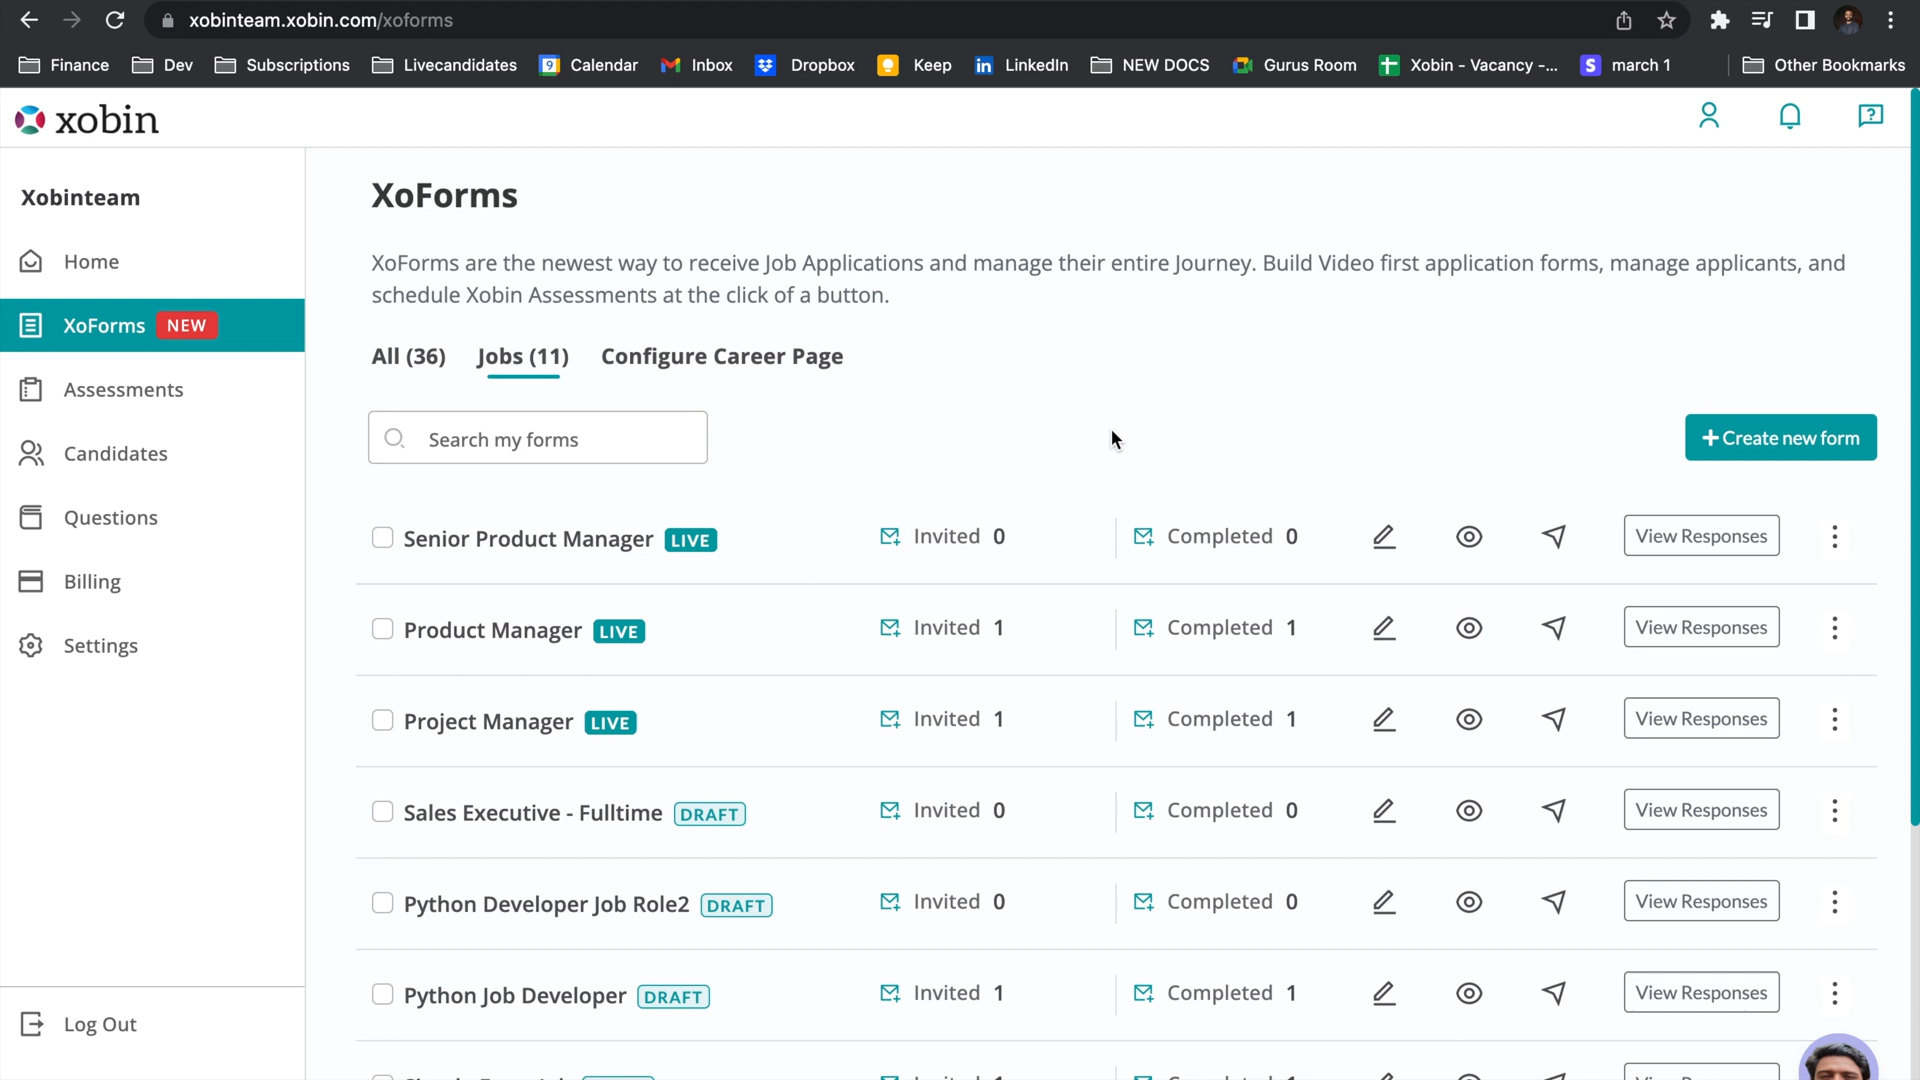 xobinteam.xobin.com/xoforms
Finance Dev Subscriptions Livecandidates 9 Calendar Inbox Dropbox Keep in LinkedIn NEW DOCS Gurus Room Xobin - Vacancy -... S march 1 Other Bookmarks
xobin
Xobinteam
Home
XoForms NEW
Assessments
Candidates
Questions
Billing
Settings
Log Out
XoForms
XoForms are the newest way to receive Job Applications and manage their entire Journey. Build Video first application forms, manage applicants, and
schedule Xobin Assessments at the click of a button.
All (36) Jobs (11) Configure Career Page
Search my forms
+ Create new form
Senior Product Manager LIVE Invited 0 Completed 0 View Responses
Product Manager LIVE Invited 1 Completed 1 View Responses
Project Manager LIVE Invited 1 Completed 1 View Responses
Sales Executive - Fulltime DRAFT Invited 0 Completed 0 View Responses
Python Developer Job Role2 DRAFT Invited 0 Completed 0 View Responses
Python Job Developer DRAFT Invited 1 Completed 1 View Responses